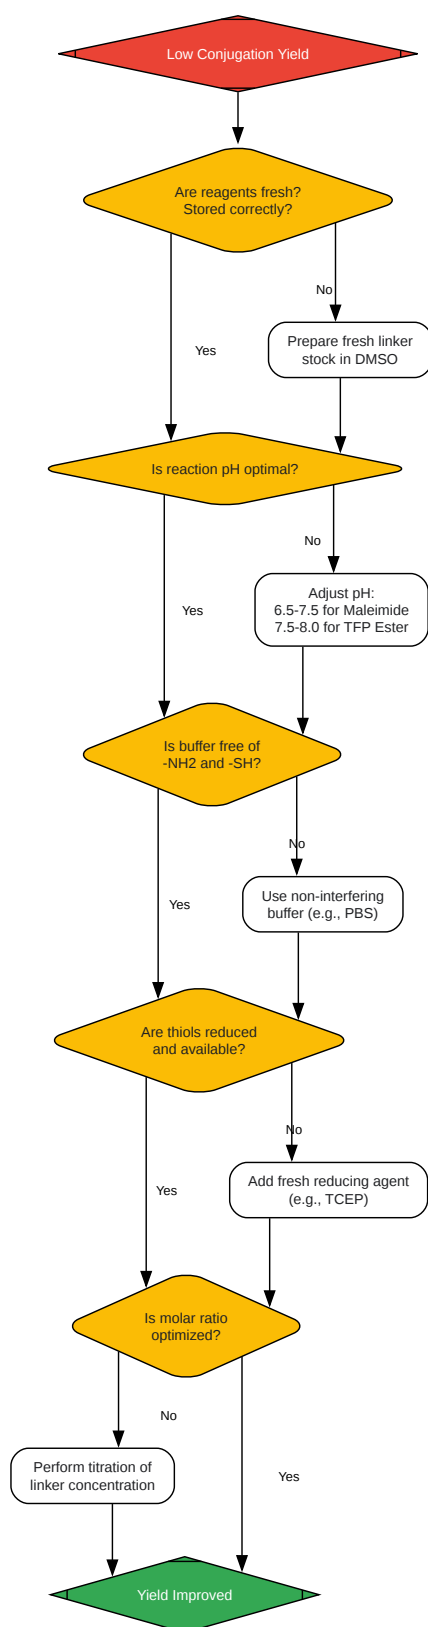 Low Conjugation Yield
Are reagents fresh?
Stored correctly?
No
Prepare fresh linker
stock in DMSO
Yes
Is reaction pH optimal?
No
Adjust pH:
6.5-7.5 for Maleimide
7.5-8.0 for TFP Ester
Yes
Is buffer free of
-NH2 and -SH?
No
Use non-interfering
buffer (e.g., PBS)
Yes
Are thiols reduced
and available?
No
Add fresh reducing agent
(e.g., TCEP)
Yes
Is molar ratio
optimized?
No
Perform titration of
linker concentration
Yes
Yield Improved